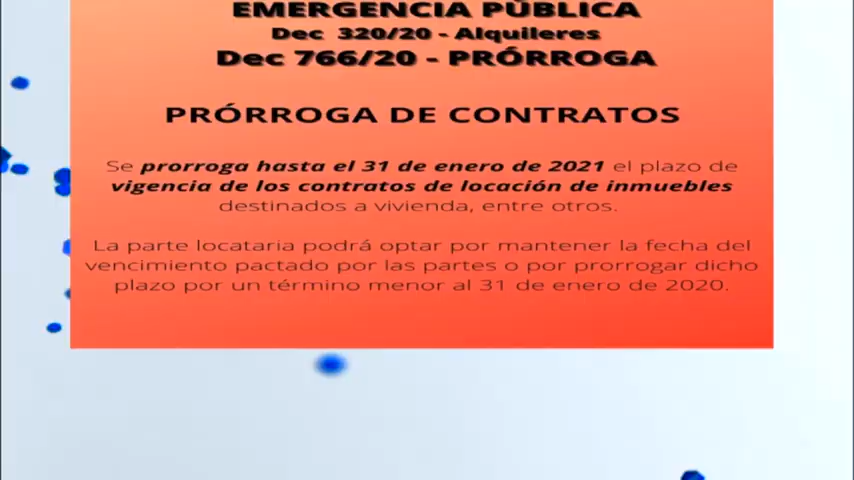 EMERGENCIA PÚBLICA
Dec 320/20 - Alquileres
Dec 766/20 - PRÓRROGA
PRÓRROGA DE CONTRATOS
Se prorroga hasta el 31 de enero de 2021 el plazo de
vigencia de los contratos de locación de inmuebles
destinados a vivienda, entre otros.
La parte locataria podrá optar por mantener la fecha del
vencimiento pactado por las partes o por prorrogar dicho
plazo por un término menor al 31 de enero de 2020.